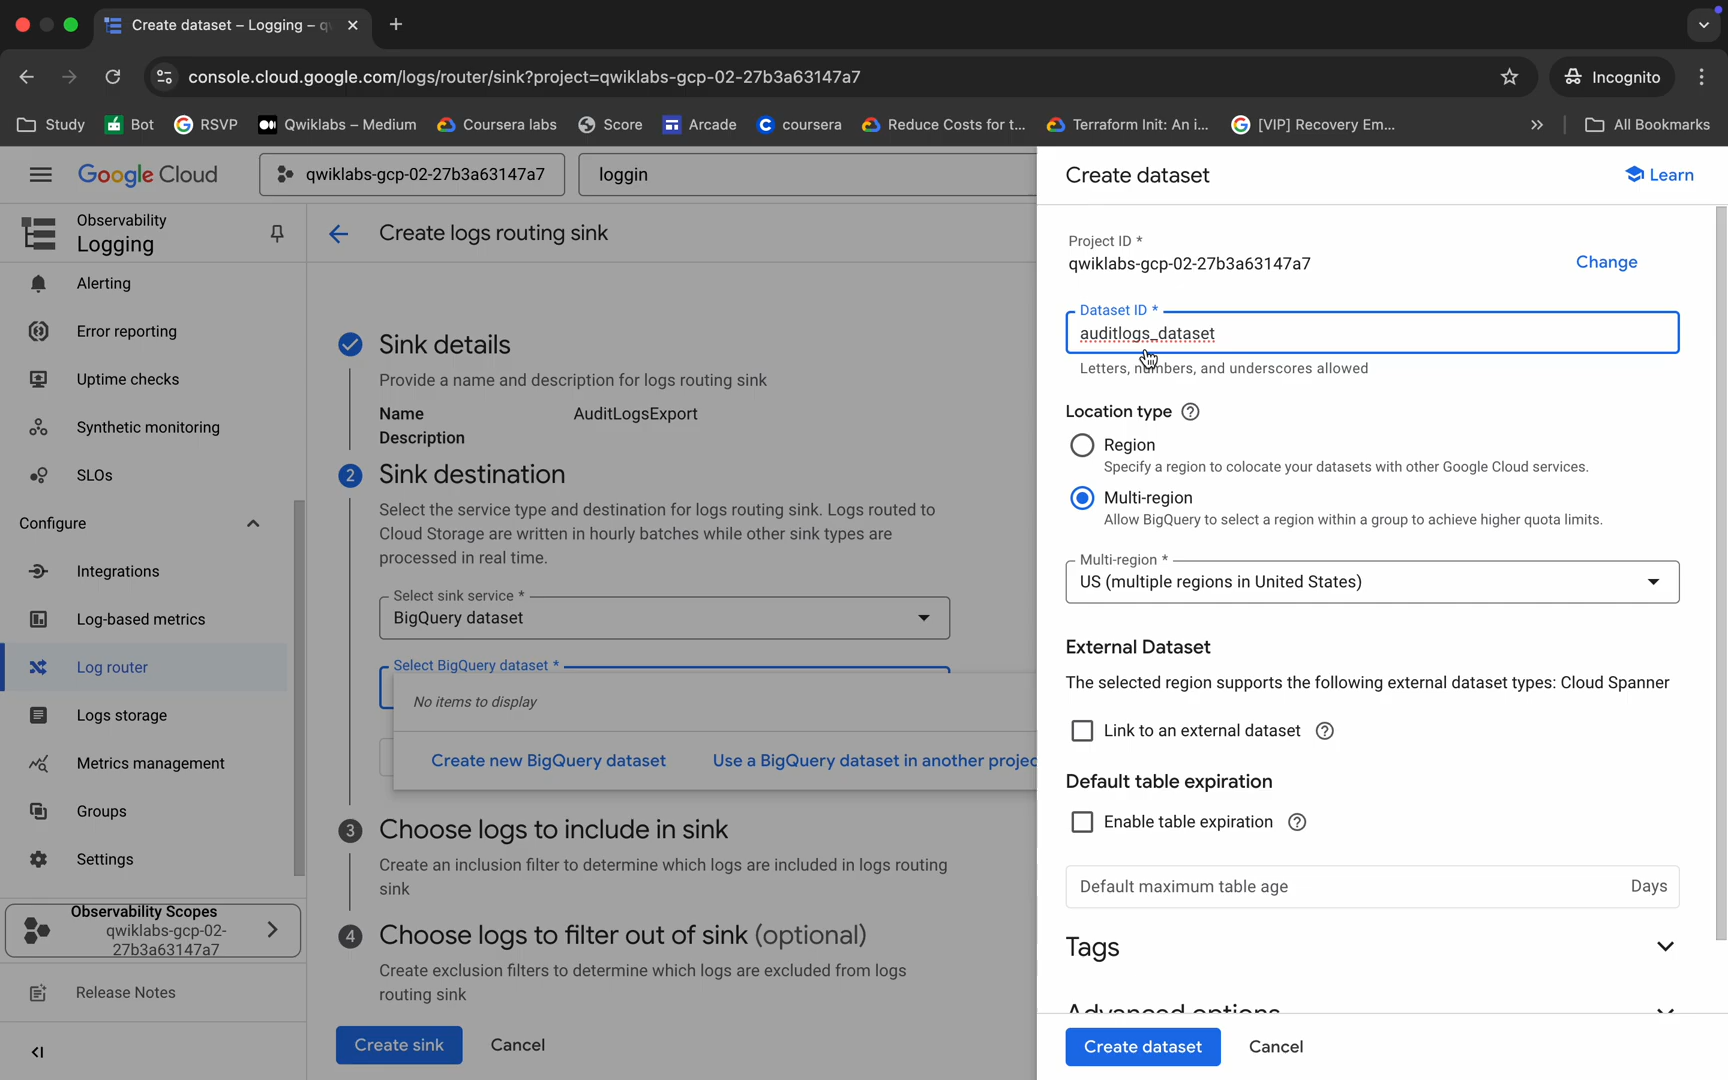 Create dataset – Logging – q
console.cloud.google.com/logs/router/sink?project=qwiklabs-gcp-02-27b3a63147a7
Incognito
Study
Bot
RSVP
Qwiklabs – Medium
Coursera labs
Score
Arcade
coursera
Reduce Costs for t...
Terraform Init: An i...
[VIP] Recovery Em...
All Bookmarks
Google Cloud
qwiklabs-gcp-02-27b3a63147a7
loggin
Observability
Logging
Alerting
Error reporting
Uptime checks
Synthetic monitoring
SLOs
Configure
Integrations
Log-based metrics
Log router
Logs storage
Metrics management
Groups
Settings
Observability Scopes
qwiklabs-gcp-02-
27b3a63147a7
Release Notes
Create logs routing sink
Sink details
Provide a name and description for logs routing sink
Name AuditLogsExport
Description
2 Sink destination
Select the service type and destination for logs routing sink. Logs routed to
Cloud Storage are written in hourly batches while other sink types are
processed in real time.
Select sink service *
BigQuery dataset
Select BigQuery dataset *
No items to display
Create new BigQuery dataset
Use a BigQuery dataset in another projec
3 Choose logs to include in sink
Create an inclusion filter to determine which logs are included in logs routing
sink
4 Choose logs to filter out of sink (optional)
Create exclusion filters to determine which logs are excluded from logs
routing sink
Create sink
Cancel
Create dataset
Learn
Project ID *
qwiklabs-gcp-02-27b3a63147a7
Change
Dataset ID *
auditlogs_dataset
Letters, numbers, and underscores allowed
Location type
Region
Specify a region to colocate your datasets with other Google Cloud services.
Multi-region
Allow BigQuery to select a region within a group to achieve higher quota limits.
Multi-region *
US (multiple regions in United States)
External Dataset
The selected region supports the following external dataset types: Cloud Spanner
Link to an external dataset
Default table expiration
Enable table expiration
Default maximum table age Days
Tags
Advanced options
Create dataset
Cancel